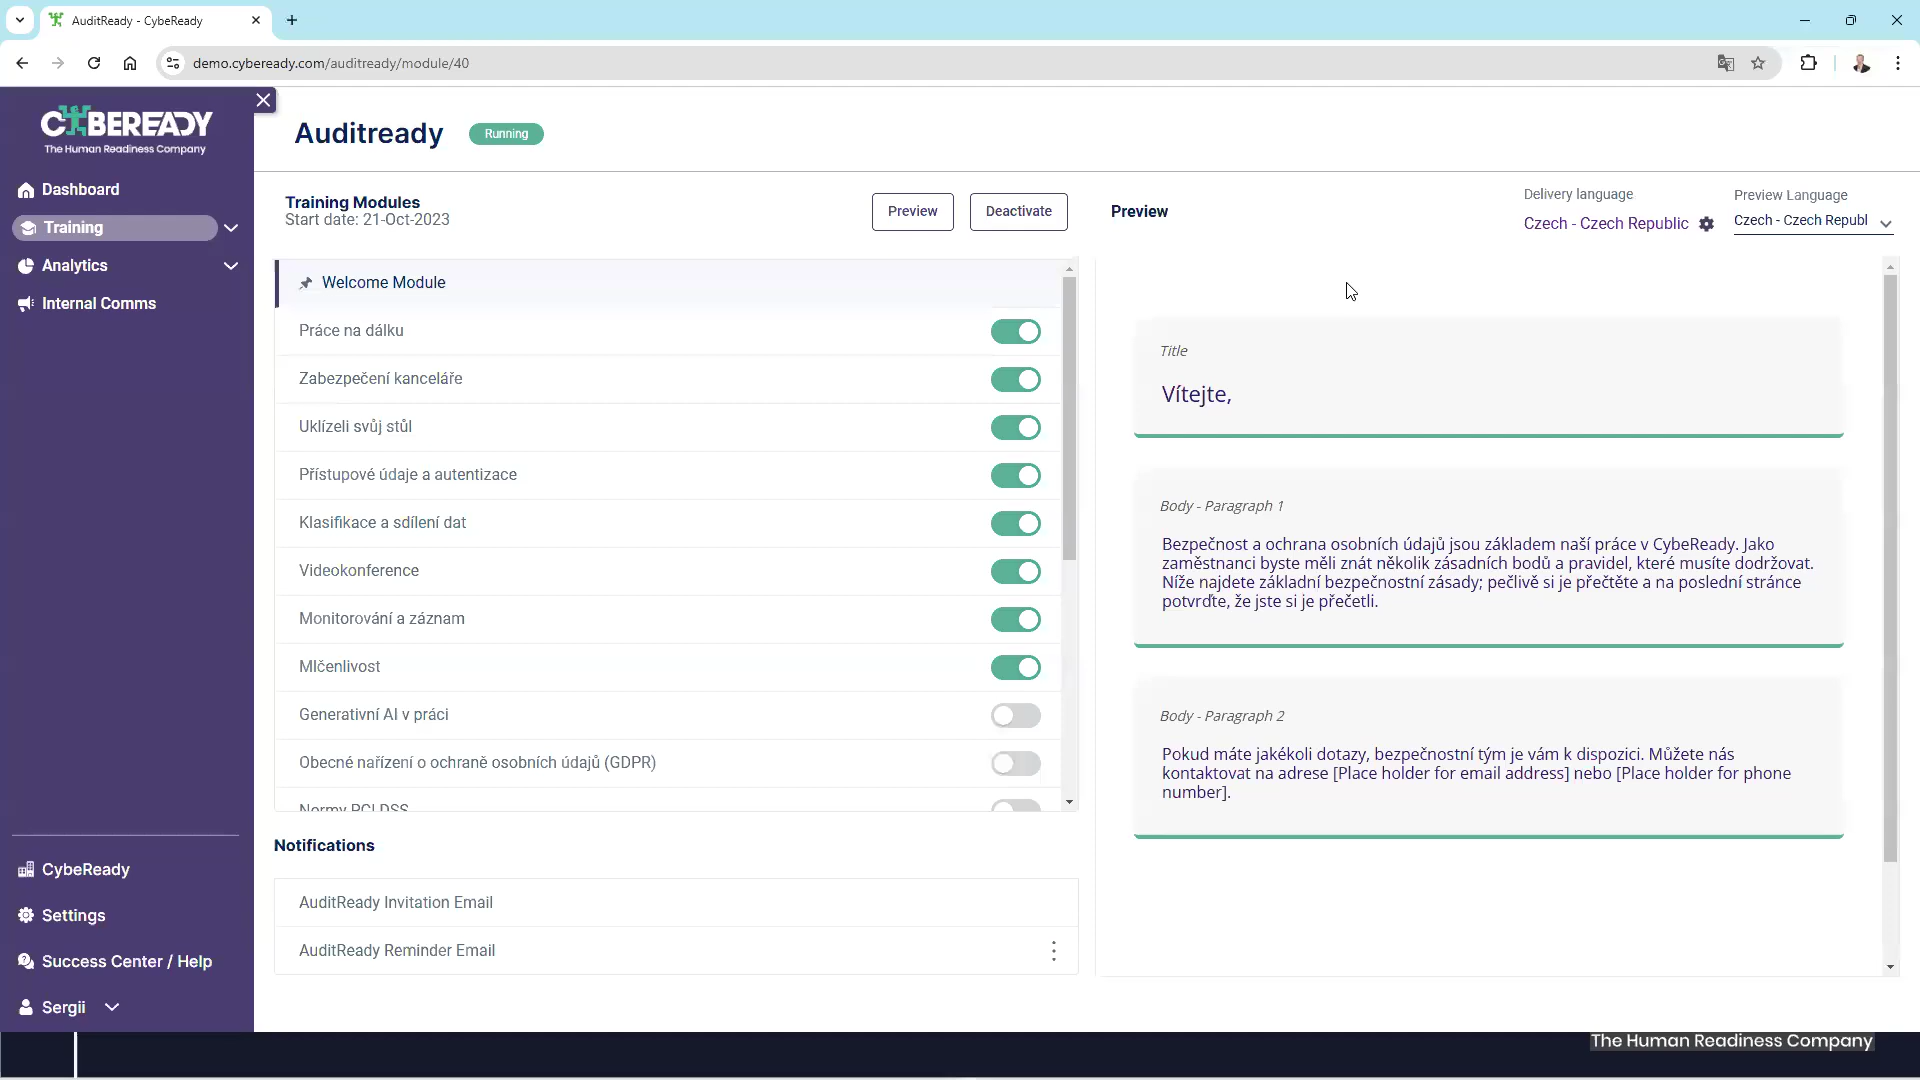 AuditReady - CybeReady
demo.cybeready.com/auditready/module/40
CYBEREADY
The Human Readiness Company
Dashboard
Training
Analytics
Internal Comms
CybeReady
Settings
Success Center / Help
Sergii
Auditready
Running
Training Modules
Start date: 21-Oct-2023
Preview
Deactivate
Welcome Module
Práce na dálku
Zabezpečení kanceláře
Uklízeli svůj stůl
Přístupové údaje a autentizace
Klasifikace a sdílení dat
Videokonference
Monitorování a záznam
Mlčenlivost
Generativní AI v práci
Obecné nařízení o ochraně osobních údajů (GDPR)
Normy PCI DSS
Notifications
AuditReady Invitation Email
AuditReady Reminder Email
Preview
Delivery language
Czech - Czech Republic
Preview Language
Czech - Czech Republ
Title
Vítejte,
Body - Paragraph 1
Bezpečnost a ochrana osobních údajů jsou základem naší práce v CybeReady. Jako
zaměstnanci byste měli znát několik zásadních bodů a pravidel, které musíte dodržovat.
Níže najdete základní bezpečnostní zásady; pečlivě si je přečtěte a na poslední stránce
potvrďte, že jste si je přečetli.
Body - Paragraph 2
Pokud máte jakékoli dotazy, bezpečnostní tým je vám k dispozici. Můžete nás
kontaktovat na adrese [Place holder for email address] nebo [Place holder for phone
number].
The Human Readiness Company